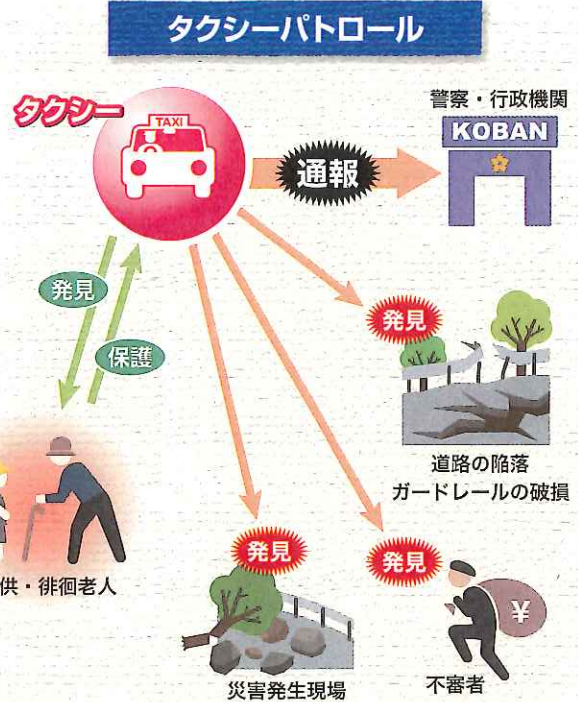 タクシーパトロール
タクシー
TAXI
警察・行政機関
KOBAN
通報
発見
保護
発見
道路の陥落
ガードレールの破損
供・徘徊老人
発見
災害発生現場
発見
¥
不審者